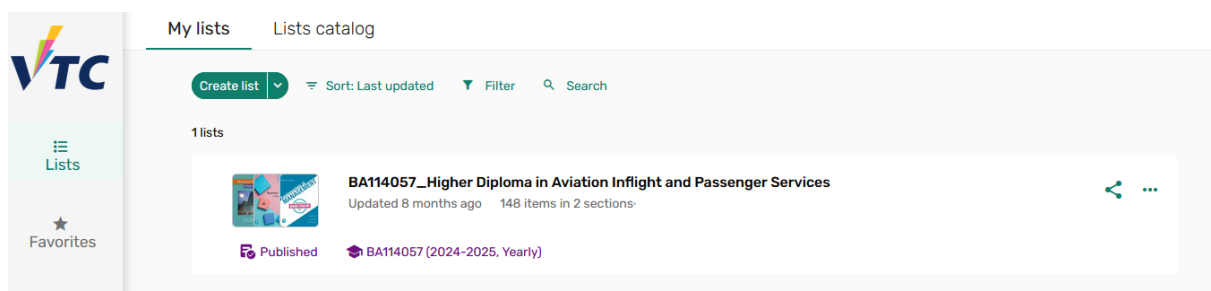 VTC
My lists Lists catalog
Create list Sort: Last updated Filter Search
1 lists
Lists
BA114057_Higher Diploma in Aviation Inflight and Passenger Services
Updated 8 months ago 148 items in 2 sections·
Favorites
Published BA114057 (2024-2025, Yearly)
MANAGEMENT